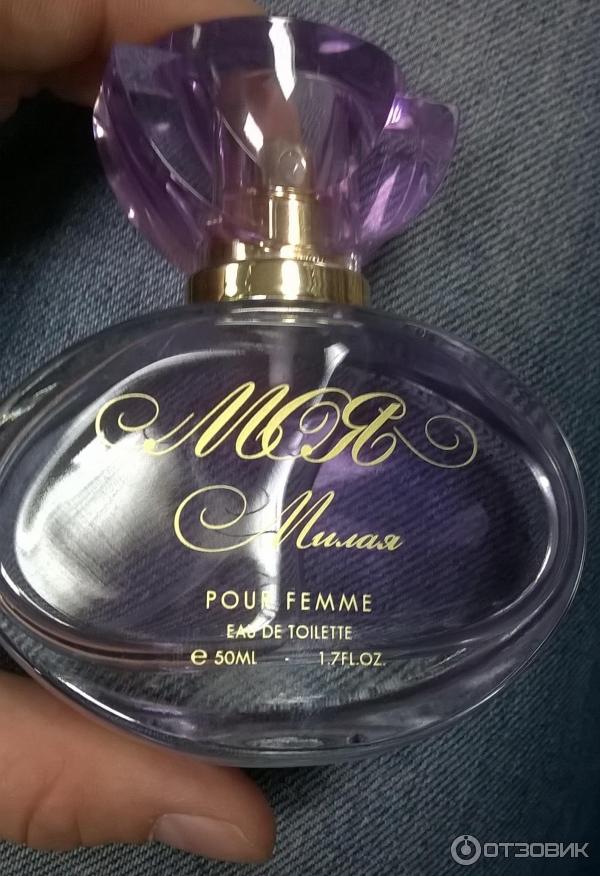 МОЯ
Милая
POUR FEMME
EAU DE TOILETTE
e 50ML - 1.7FL.OZ.
ОТЗОВИК